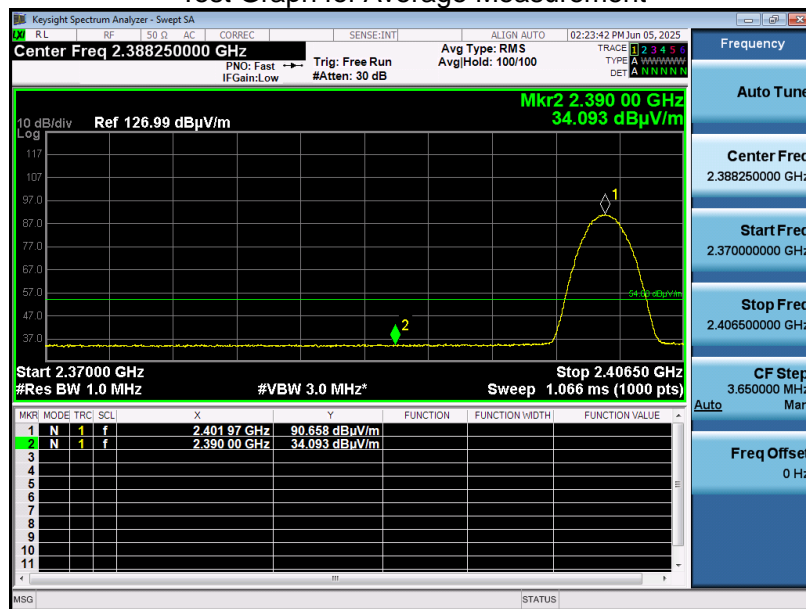 Test Graph for Average Measurement
Keysight Spectrum Analyzer - Swept SA
LXI RL RF 50 Ω AC CORREC SENSE:INT ALIGN AUTO 02:23:42 PM Jun 05, 2025
Center Freq 2.388250000 GHz
PNO: Fast
IFGain:Low
Trig: Free Run
#Atten: 30 dB
Avg Type: RMS
Avg|Hold: 100/100
TRACE 1 2 3 4 5 6
TYPE A WWWWW
DET A N N N N N
Mkr2 2.390 00 GHz
34.093 dBµV/m
10 dB/div Ref 126.99 dBµV/m
Log
117
107
97.0
87.0
77.0
67.0
57.0
47.0
37.0
1
2
54.00 dBµV/m
Start 2.37000 GHz Stop 2.40650 GHz
#Res BW 1.0 MHz #VBW 3.0 MHz* Sweep 1.066 ms (1000 pts)
MKR MODE TRC SCL X Y FUNCTION FUNCTION WIDTH FUNCTION VALUE
1 N 1 f 2.401 97 GHz 90.658 dBµV/m
2 N 1 f 2.390 00 GHz 34.093 dBµV/m
3
4
5
6
7
8
9
10
11
MSG STATUS
Frequency
Auto Tune
Center Freq
2.388250000 GHz
Start Freq
2.370000000 GHz
Stop Freq
2.406500000 GHz
CF Step
3.650000 MHz
Auto Man
Freq Offset
0 Hz